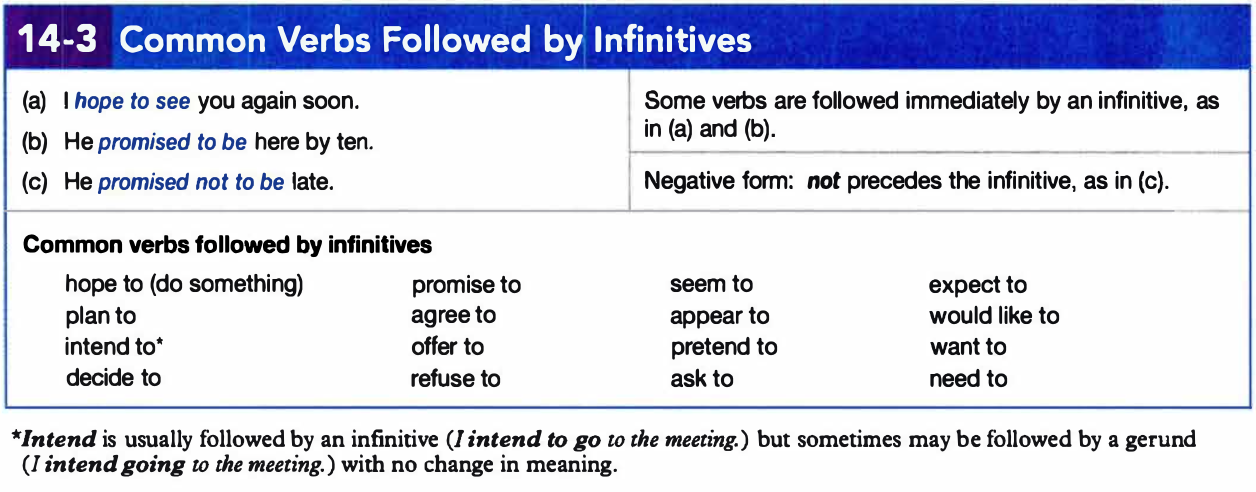 14-3 Common Verbs Followed by Infinitives
(a) I hope to see you again soon.
(b) He promised to be here by ten.
(c) He promised not to be late.
Some verbs are followed immediately by an infinitive, as
in (a) and (b).
Negative form: not precedes the infinitive, as in (c).
Common verbs followed by infinitives
hope to (do something) promise to seem to expect to
plan to agree to appear to would like to
intend to* offer to pretend to want to
decide to refuse to ask to need to
*Intend is usually followed by an infinitive (I intend to go to the meeting.) but sometimes may be followed by a gerund
(I intend going to the meeting.) with no change in meaning.